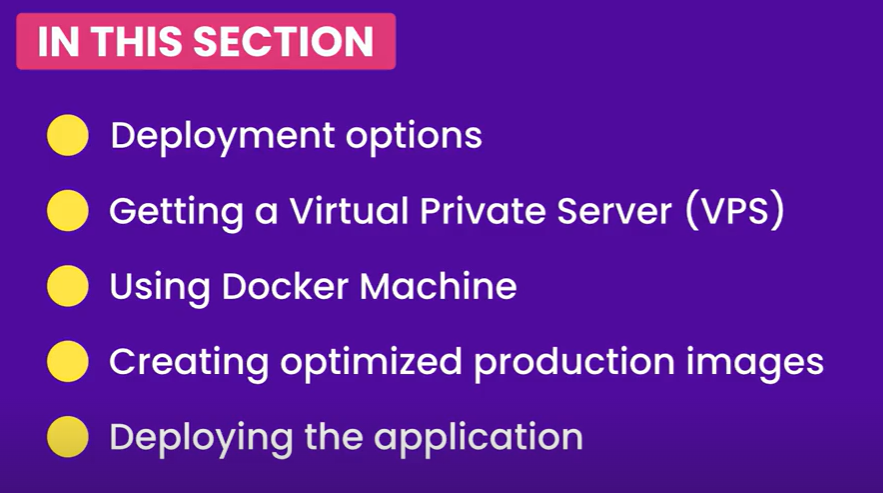 IN THIS SECTION
Deployment options
Getting a Virtual Private Server (VPS)
Using Docker Machine
Creating optimized production images
Deploying the application